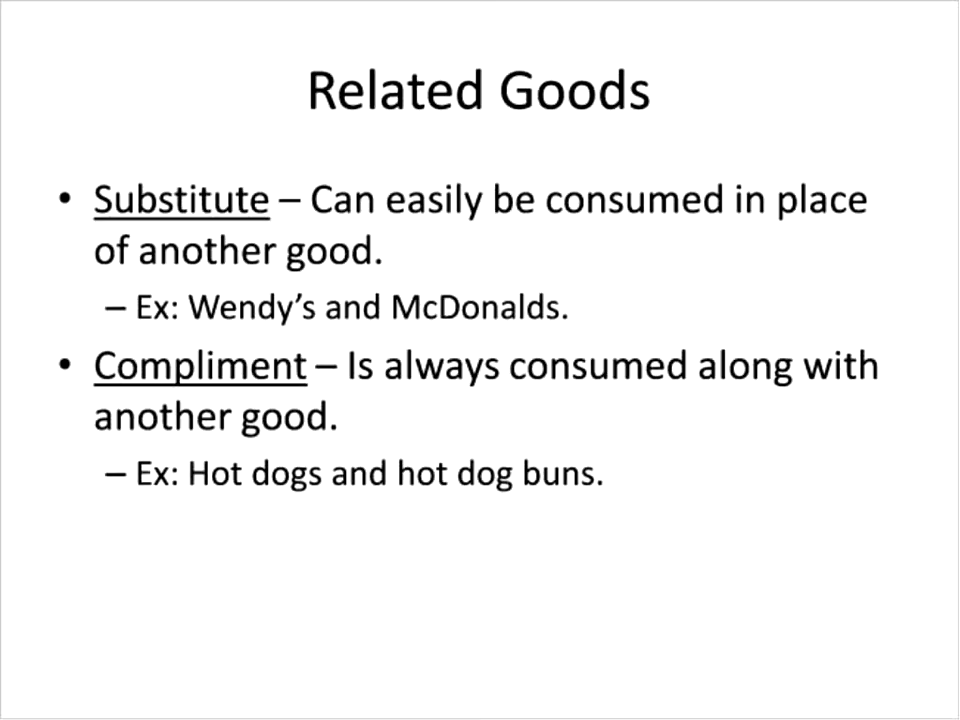 Related Goods
• Substitute – Can easily be consumed in place
of another good.
– Ex: Wendy’s and McDonalds.
• Compliment – Is always consumed along with
another good.
– Ex: Hot dogs and hot dog buns.